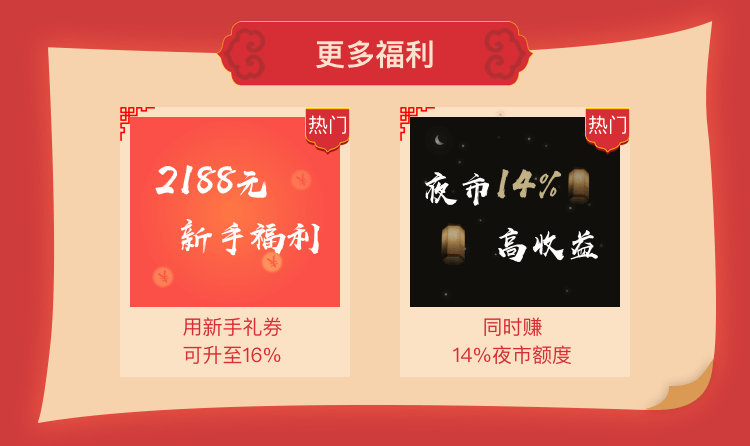 更多福利
热门
2188元
新手福利
用新手礼券
可升至16%
热门
夜市14%
高收益
同时赚
14%夜市额度